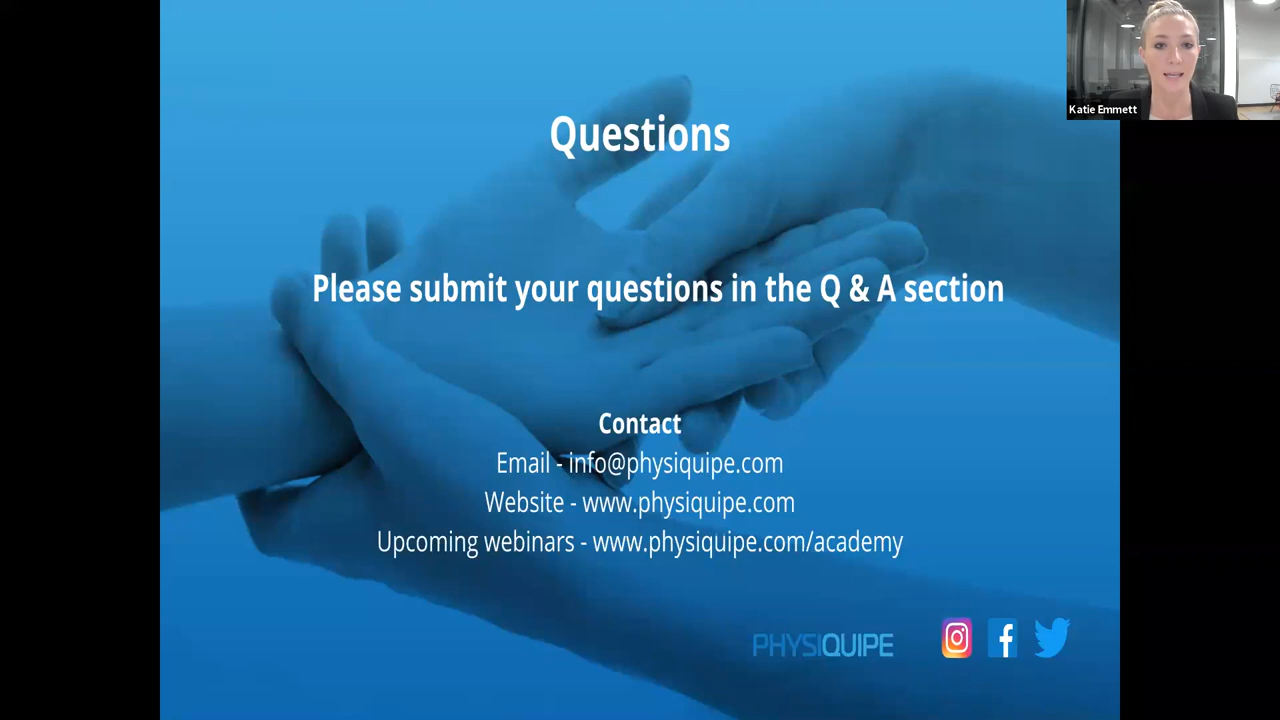 Katie Emmett
Questions
Please submit your questions in the Q & A section
Contact
Email - info@physiquipe.com
Website - www.physiquipe.com
Upcoming webinars - www.physiquipe.com/academy
PHYSIQUIPE